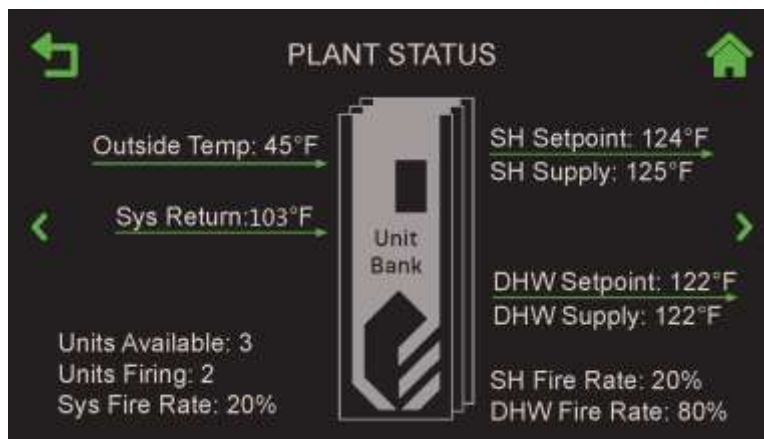 PLANT STATUS
Outside Temp: 45°F
Sys Return:103°F
Unit
Bank
SH Setpoint: 124°F
SH Supply: 125°F
DHW Setpoint: 122°F
DHW Supply: 122°F
Units Available: 3
Units Firing: 2
Sys Fire Rate: 20%
SH Fire Rate: 20%
DHW Fire Rate: 80%